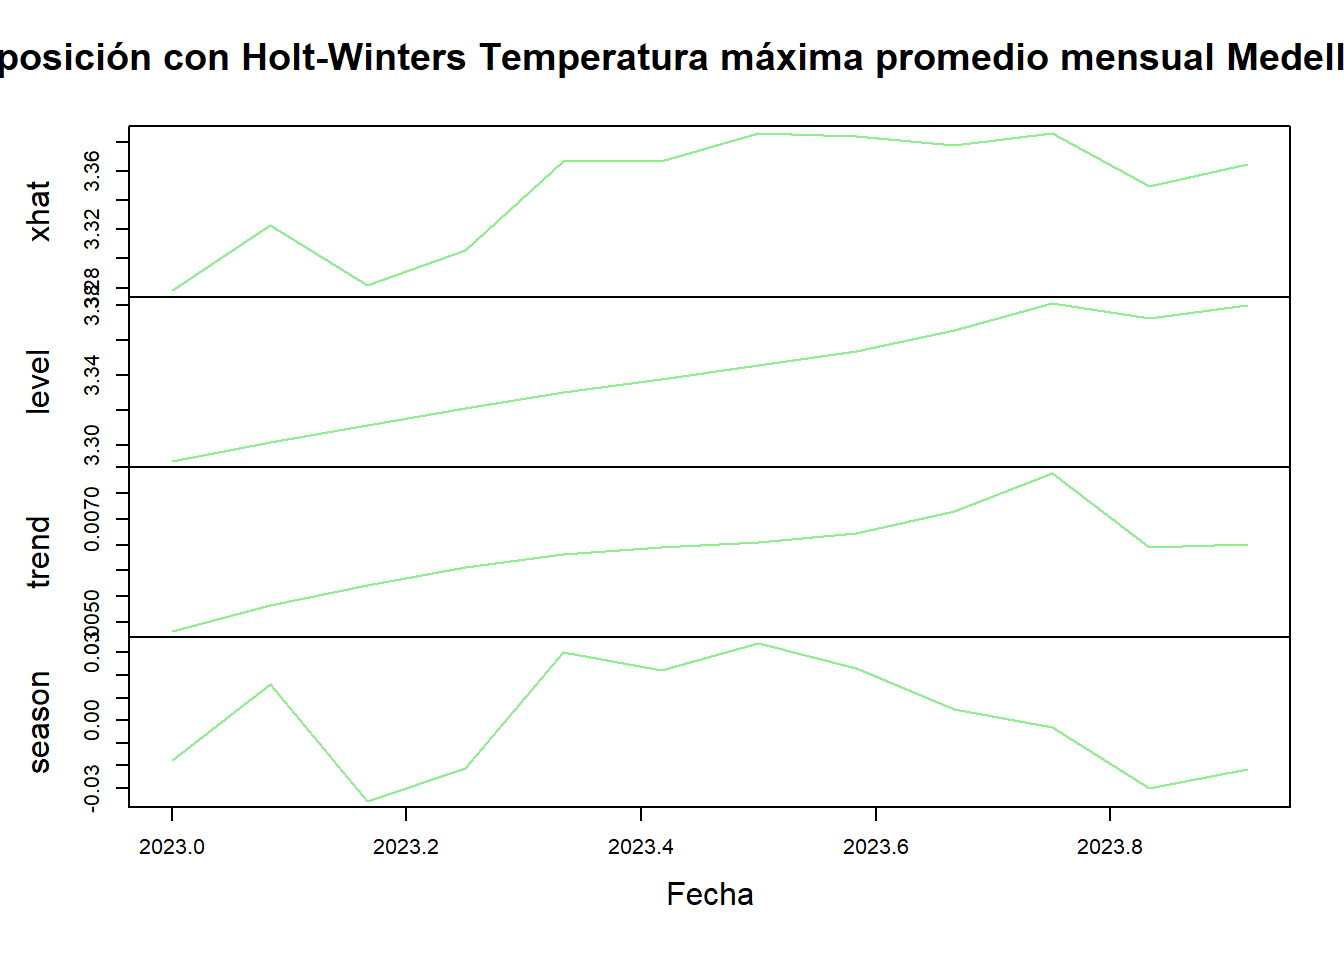 posición con Holt-Winters Temperatura máxima promedio mensual Medell
xhat
3.36
3.32
3.28
level
3.38
3.34
3.30
trend
0.0070
0.0050
season
0.03
0.00
-0.03
2023.0 2023.2 2023.4 2023.6 2023.8
Fecha